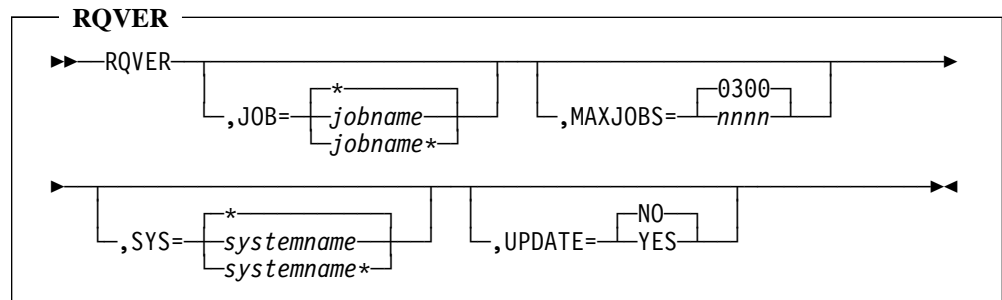 RQVER
RQVER
*
0300
,JOB= jobname ,MAXJOBS= nnnn
jobname*
*
NO
,SYS= systemname ,UPDATE= YES
systemname*